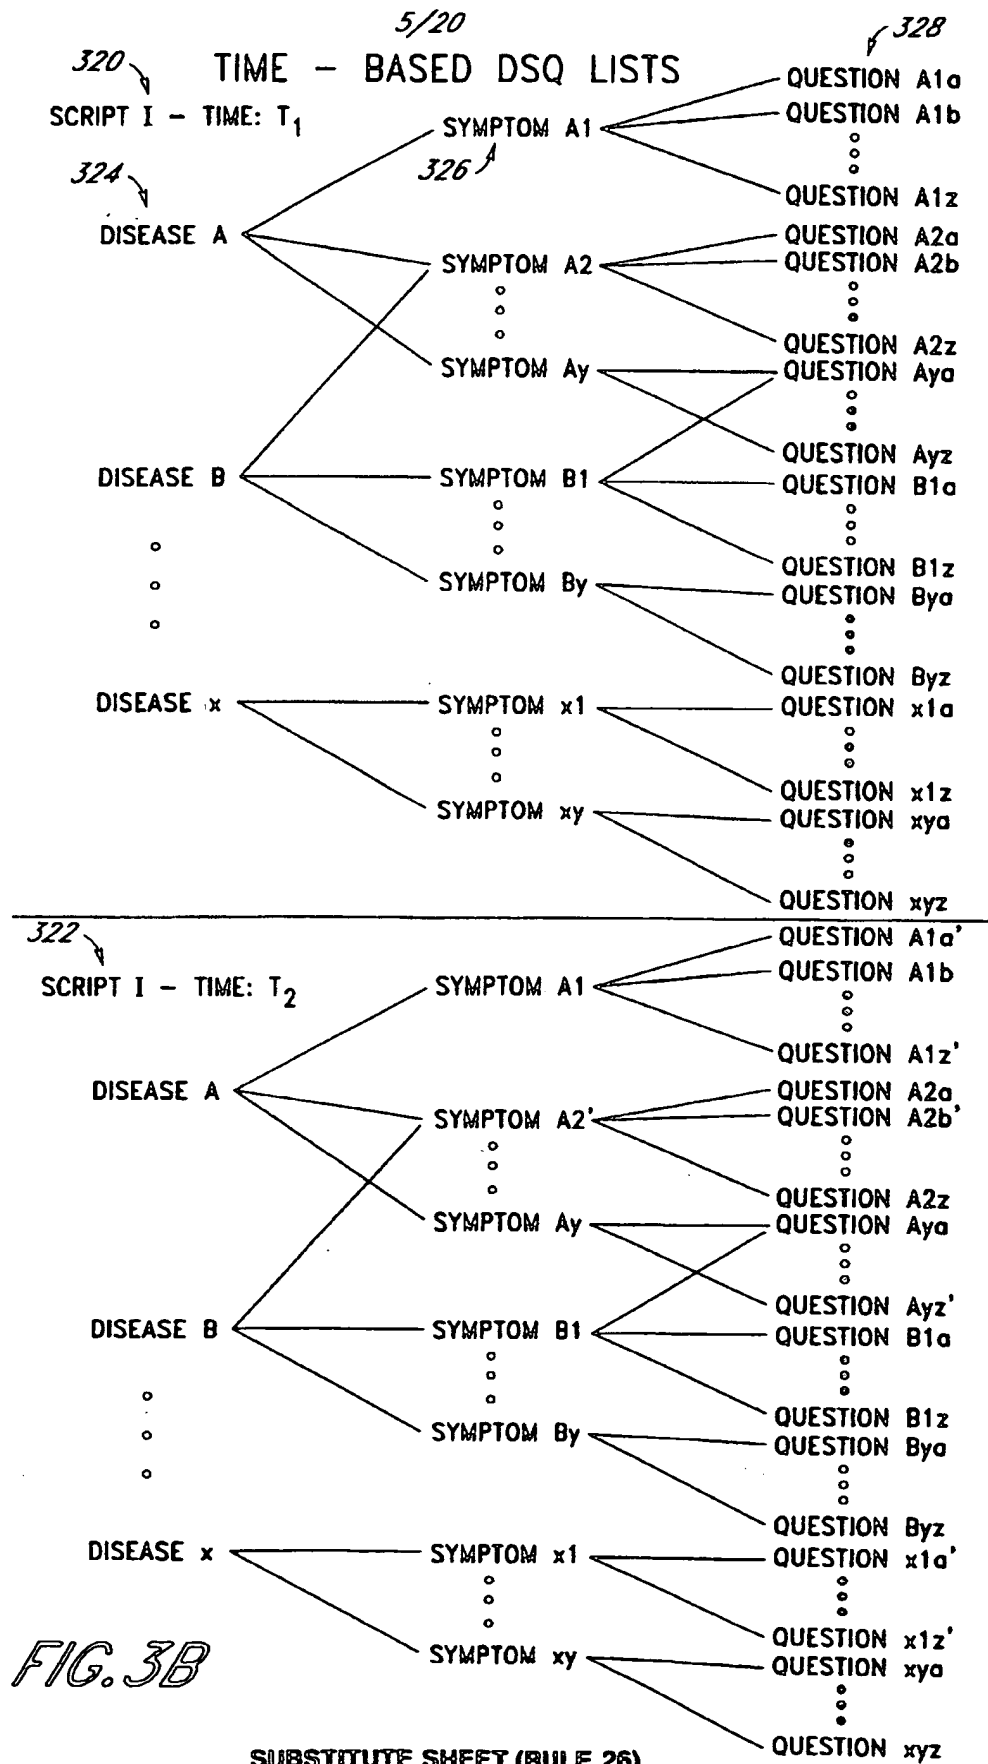 5/20
TIME - BASED DSQ LISTS
320
328
SCRIPT I - TIME: T1
324
326
DISEASE A
SYMPTOM A1
QUESTION A1a
QUESTION A1b
QUESTION A1z
SYMPTOM A2
QUESTION A2a
QUESTION A2b
QUESTION A2z
SYMPTOM Ay
QUESTION Aya
QUESTION Ayz
DISEASE B
SYMPTOM B1
QUESTION B1a
QUESTION B1z
SYMPTOM By
QUESTION Bya
QUESTION Byz
DISEASE x
SYMPTOM x1
QUESTION x1a
QUESTION x1z
SYMPTOM xy
QUESTION xya
QUESTION xyz
322
SCRIPT I - TIME: T2
DISEASE A
SYMPTOM A1
QUESTION A1a'
QUESTION A1b
QUESTION A1z'
SYMPTOM A2'
QUESTION A2a
QUESTION A2b'
QUESTION A2z
SYMPTOM Ay
QUESTION Aya
QUESTION Ayz'
DISEASE B
SYMPTOM B1
QUESTION B1a
QUESTION B1z
SYMPTOM By
QUESTION Bya
QUESTION Byz
DISEASE x
SYMPTOM x1
QUESTION x1a'
QUESTION x1z'
SYMPTOM xy
QUESTION xya
QUESTION xyz
FIG. 3B
SUBSTITUTE SHEET (RULE 26)